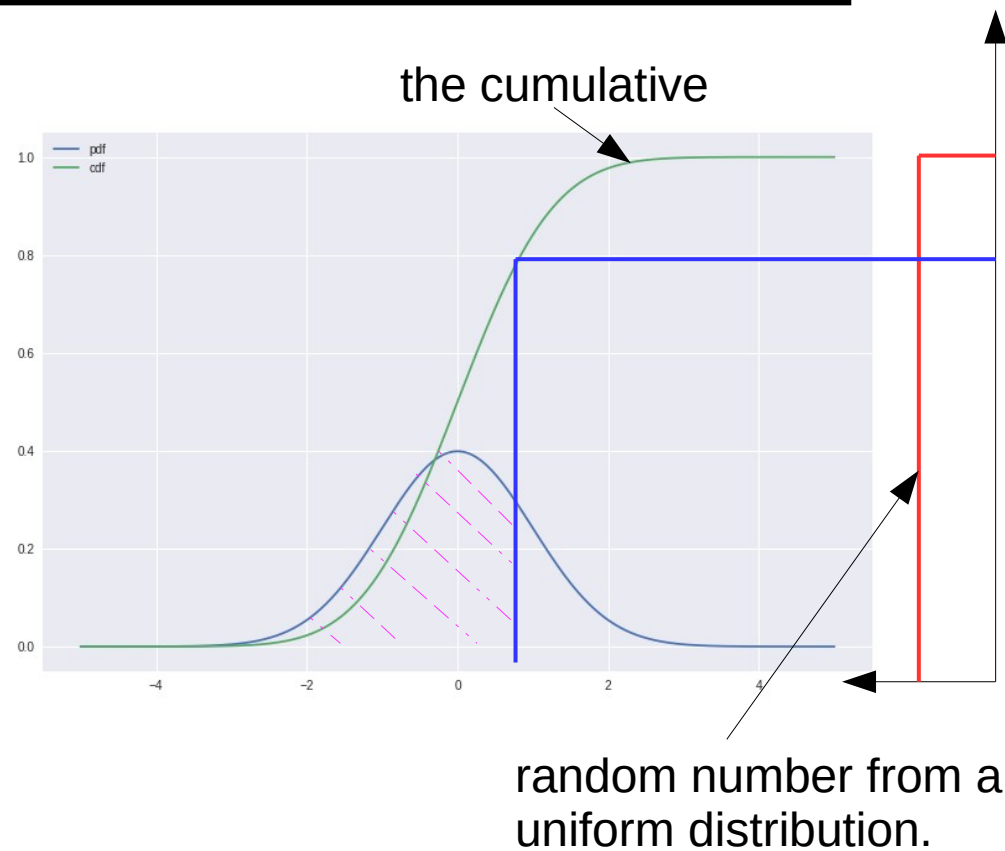 the cumulative
pdf
cdf
1.0
0.8
0.6
0.4
0.2
0.0
−4
−2
0
2
4
random number from a
uniform distribution.